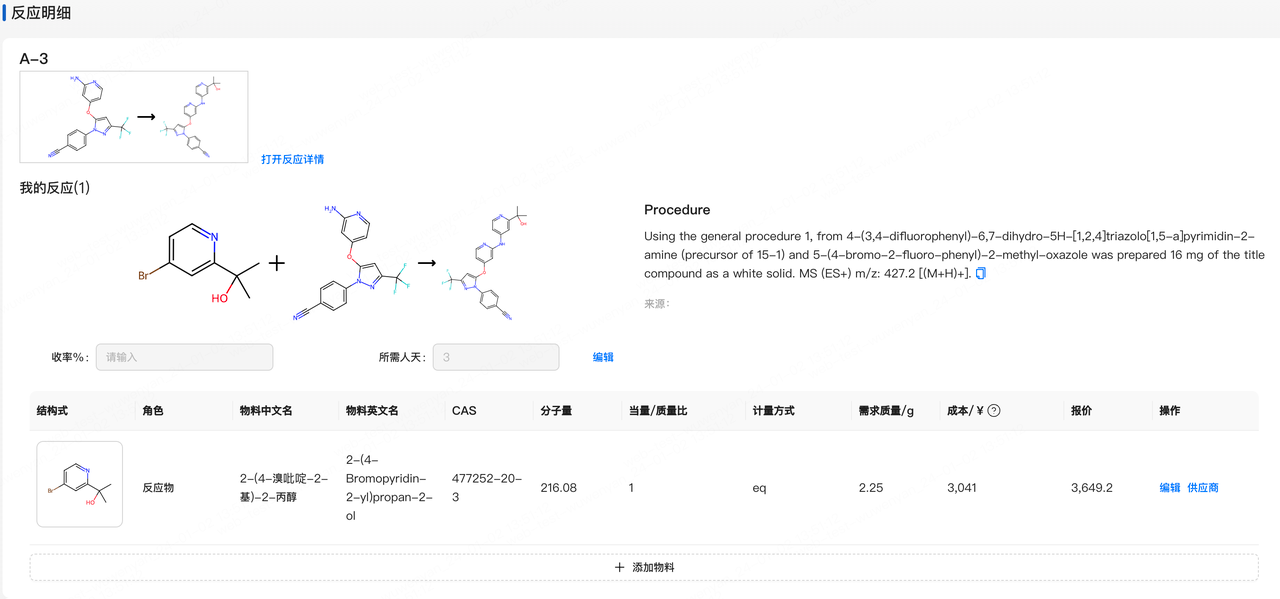 反应明细
A-3
H₂N
N
O
N
N
F
F
F
N
N
OH
N
NH
O
F
F
F
N
N
N
打开反应详情
我的反应(1)
Br
N
HO
+
H₂N
N
O
N
N
F
F
F
N
N
OH
N
NH
O
F
F
F
N
N
N
Procedure
Using the general procedure 1, from 4-(3,4-difluorophenyl)-6,7-dihydro-5H-[1,2,4]triazolo[1,5-a]pyrimidin-2-
amine (precursor of 15-1) and 5-(4-bromo-2-fluoro-phenyl)-2-methyl-oxazole was prepared 16 mg of the title
compound as a white solid. MS (ES+) m/z: 427.2 [(M+H)+].
来源:
收率%: 请输入 所需人天: 3 编辑
结构式 角色 物料中文名 物料英文名 CAS 分子量 当量/质量比 计量方式 需求质量/g 成本/¥ ? 报价 操作
Br
N
HO
反应物
2-(4-溴吡啶-2-
基)-2-丙醇
2-(4-
Bromopyridin-
2-yl)propan-2-
ol
477252-20-
3
216.08
1
eq
2.25
3,041
3,649.2
编辑 供应商
+ 添加物料